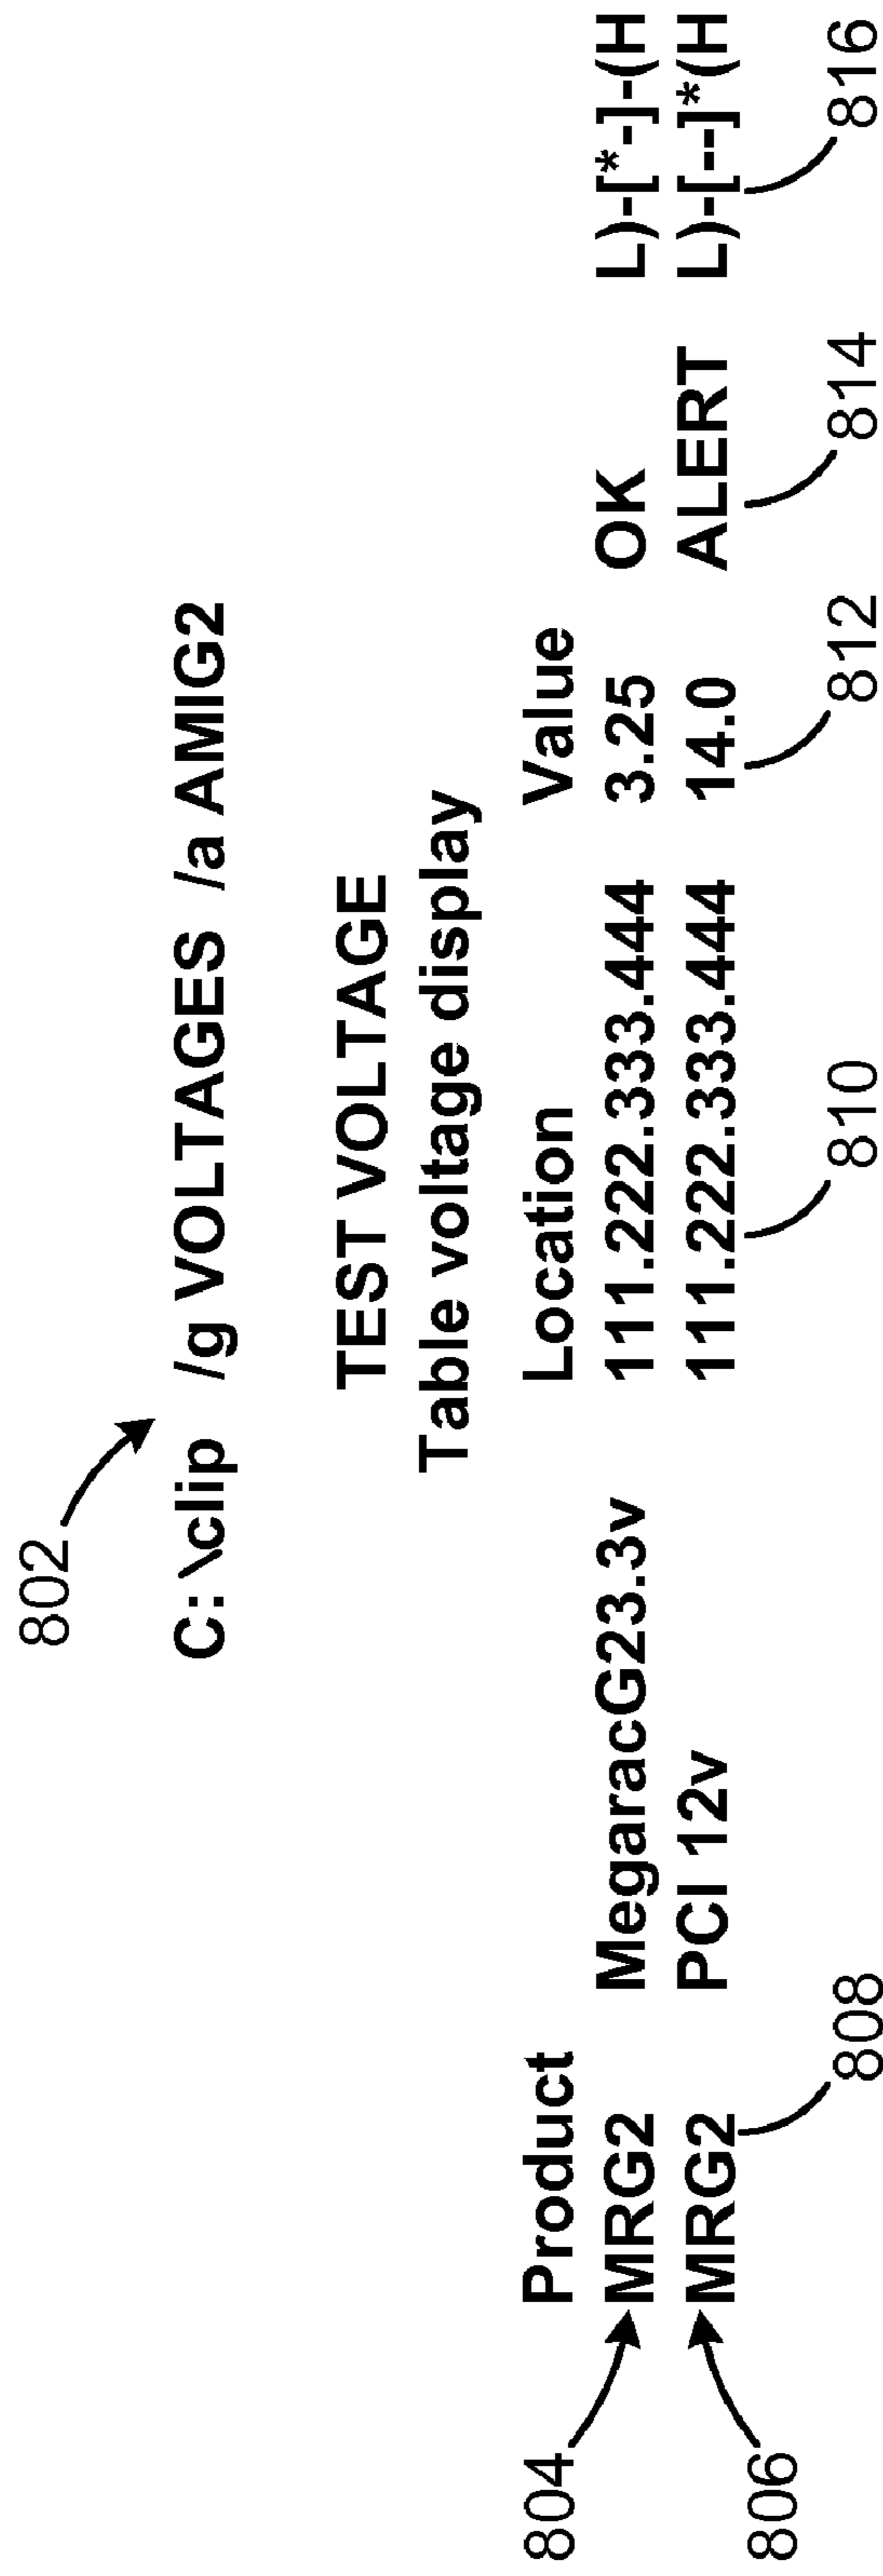 802
C: \clip /g VOLTAGES /a AMIG2
TEST VOLTAGE
Table voltage display
Product Location Value
804 MRG2 MegaracG23.3v 111.222.333.444 3.25 OK L)-[*-]-(H
806 MRG2 PCI 12v 111.222.333.444 14.0 ALERT L)-[--]*(H
808 810 812 814 816